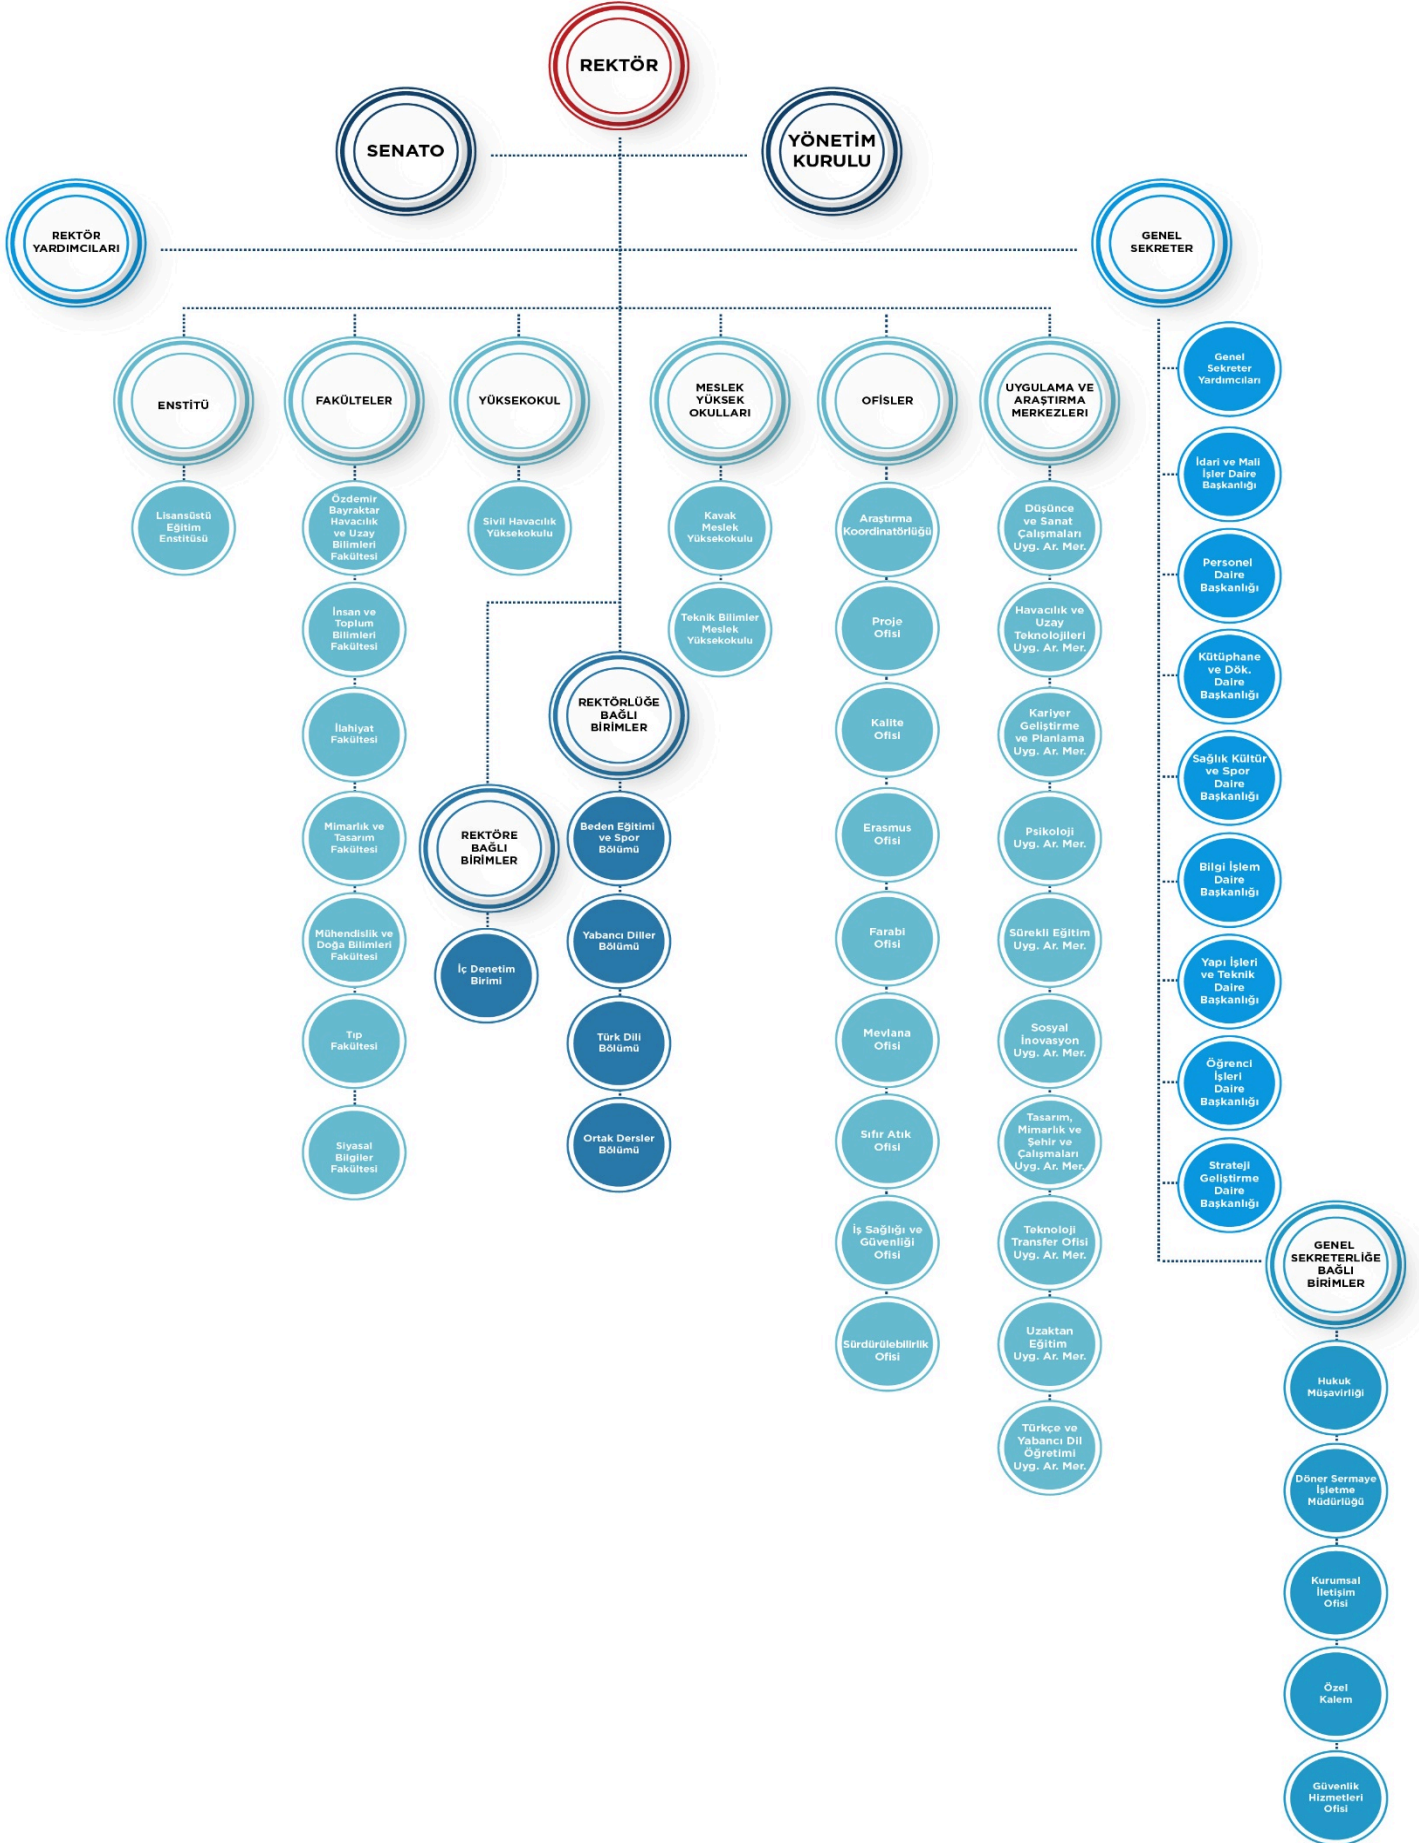 REKTÖR
SENATO
YÖNETİM
KURULU
REKTÖR
YARDIMCILARI
GENEL
SEKRETER
ENSTİTÜ
Lisansüstü
Eğitim
Enstitüsü
FAKÜLTELER
Özdemir
Bayraktar
Havacılık
ve Uzay
Bilimleri
Fakültesi
İnsan ve
Toplum
Bilimleri
Fakültesi
İlahiyat
Fakültesi
Mimarlık ve
Tasarım
Fakültesi
Mühendislik ve
Doğa Bilimleri
Fakültesi
Tıp
Fakültesi
Siyasal
Bilgiler
Fakültesi
YÜKSEKOKUL
Sivil Havacılık
Yüksekokulu
REKTÖRE
BAĞLI
BİRİMLER
İç Denetim
Birimi
REKTÖRLÜĞE
BAĞLI
BİRİMLER
Beden Eğitimi
ve Spor
Bölümü
Yabancı Diller
Bölümü
Türk Dili
Bölümü
Ortak Dersler
Bölümü
MESLEK
YÜKSEK
OKULLARI
Kavak
Meslek
Yüksekokulu
Teknik Bilimler
Meslek
Yüksekokulu
OFİSLER
Araştırma
Koordinatörlüğü
Proje
Ofisi
Kalite
Ofisi
Erasmus
Ofisi
Farabi
Ofisi
Mevlana
Ofisi
Sıfır Atık
Ofisi
İş Sağlığı ve
Güvenliği
Ofisi
Sürdürülebilirlik
Ofisi
UYGULAMA VE
ARAŞTIRMA
MERKEZLERI
Düşünce
ve Sanat
Çalışmaları
Uyg. Ar. Mer.
Havacılık ve
Uzay
Teknolojileri
Uyg. Ar. Mer.
Kariyer
Geliştirme
ve Planlama
Uyg. Ar. Mer.
Psikoloji
Uyg. Ar. Mer.
Sürekli Eğitim
Uyg. Ar. Mer.
Sosyal
İnovasyon
Uyg. Ar. Mer.
Tasarım,
Mimarlık ve
Şehir ve
Çalışmaları
Uyg. Ar. Mer.
Teknoloji
Transfer Ofisi
Uyg. Ar. Mer.
Uzaktan
Eğitim
Uyg. Ar. Mer.
Türkçe ve
Yabancı Dil
Öğretimi
Uyg. Ar. Mer.
Genel
Sekreter
Yardımcıları
İdari ve Mali
İşler Daire
Başkanlığı
Personel
Daire
Başkanlığı
Kütüphane
ve Dök.
Daire
Başkanlığı
Sağlık Kültür
ve Spor
Daire
Başkanlığı
Bilgi İşlem
Daire
Başkanlığı
Yapı İşleri
ve Teknik
Daire
Başkanlığı
Öğrenci
İşleri
Daire
Başkanlığı
Strateji
Geliştirme
Daire
Başkanlığı
GENEL
SEKRETERLİĞE
BAĞLI
BİRİMLER
Hukuk
Müşavirliği
Döner Sermaye
İşletme
Müdürlüğü
Kurumsal
İletişim
Ofisi
Özel
Kalem
Güvenlik
Hizmetleri
Ofisi